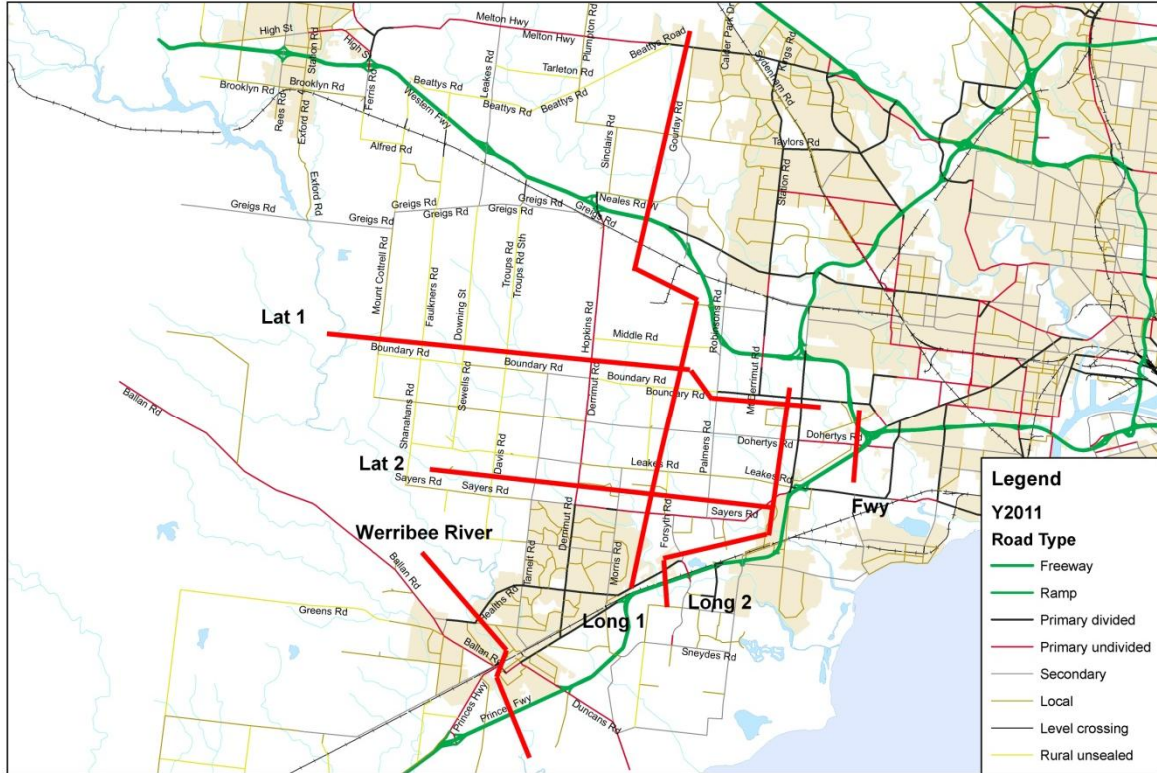 High St
Station Rd
High St
Melton Hwy
Melton Hwy
Leakes Rd
Plumpton Rd
Beattys Road
Calder Park Dr
Sydenham Rd
Kings Rd
Tarleton Rd
Brooklyn Rd
Brooklyn Rd
Rees Rd
Exford Rd
Ferris Rd
Beattys Rd
Western Fwy
Beattys Rd
Beattys Rd
Sinclairs Rd
Gourlay Rd
Taylors Rd
Alfred Rd
Exford Rd
Station Rd
Neales Rd
Greigs Rd
Greigs Rd
Greigs Rd
Greigs Rd
Greigs Rd
Greigs Rd
Greigs Rd
Mount Cottrell Rd
Faulkners Rd
Downing St
Troups Rd
Troups Rd Sth
Hopkins Rd
Robinsons Rd
Lat 1
Middle Rd
Boundary Rd
Boundary Rd
Boundary Rd
Boundary Rd
Mt Derrimut Rd
Ballan Rd
Shanahans Rd
Sewells Rd
Derrimut Rd
Davis Rd
Palmers Rd
Dohertys Rd
Dohertys Rd
Lat 2
Leakes Rd
Leakes Rd
Sayers Rd
Sayers Rd
Sayers Rd
Fwy
Werribee River
Ballan Rd
Tarneit Rd
Derrimut Rd
Morris Rd
Forsyth Rd
Greens Rd
Heaths Rd
Long 1
Long 2
Ballan Rd
Sneydes Rd
Princes Hwy
Princes Fwy
Duncans Rd
Legend
Y2011
Road Type
Freeway
Ramp
Primary divided
Primary undivided
Secondary
Local
Level crossing
Rural unsealed